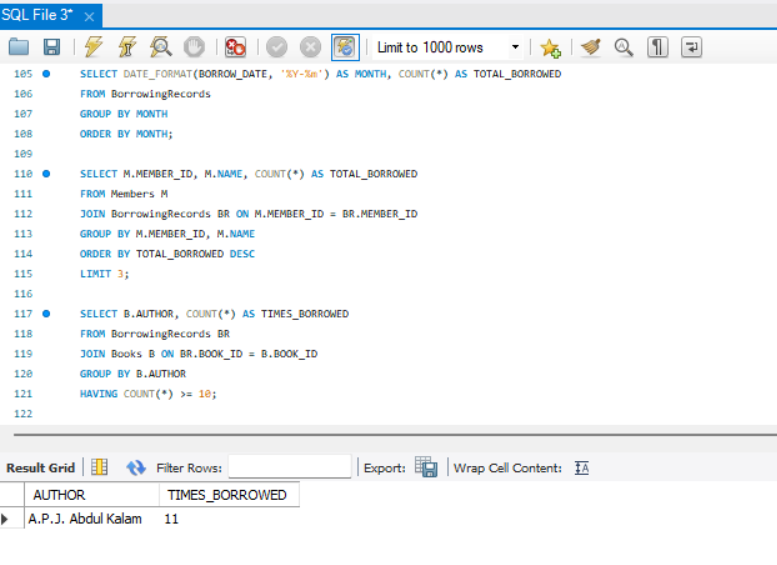 SQL File 3*
Limit to 1000 rows
105 SELECT DATE_FORMAT(BORROW_DATE, '%Y-%m') AS MONTH, COUNT(*) AS TOTAL_BORROWED
106 FROM BorrowingRecords
107 GROUP BY MONTH
108 ORDER BY MONTH;
109
110 SELECT M.MEMBER_ID, M.NAME, COUNT(*) AS TOTAL_BORROWED
111 FROM Members M
112 JOIN BorrowingRecords BR ON M.MEMBER_ID = BR.MEMBER_ID
113 GROUP BY M.MEMBER_ID, M.NAME
114 ORDER BY TOTAL_BORROWED DESC
115 LIMIT 3;
116
117 SELECT B.AUTHOR, COUNT(*) AS TIMES_BORROWED
118 FROM BorrowingRecords BR
119 JOIN Books B ON BR.BOOK_ID = B.BOOK_ID
120 GROUP BY B.AUTHOR
121 HAVING COUNT(*) >= 10;
122
Result Grid Filter Rows: Export: Wrap Cell Content: IA
AUTHOR TIMES_BORROWED
A.P.J. Abdul Kalam 11